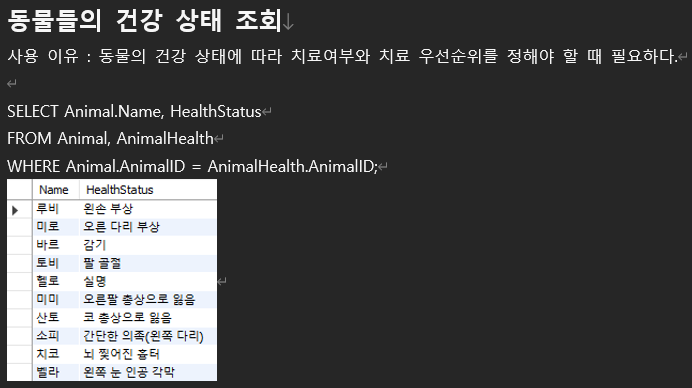 동물들의 건강 상태 조회
사용 이유 : 동물의 건강 상태에 따라 치료여부와 치료 우선순위를 정해야 할 때 필요하다.
SELECT Animal.Name, HealthStatus
FROM Animal, AnimalHealth
WHERE Animal.AnimalID = AnimalHealth.AnimalID;
Name HealthStatus
루비 왼손 부상
미로 오른 다리 부상
바르 감기
토비 팔 골절
헬로 실명
미미 오른팔 총상으로 잃음
산토 코 총상으로 잃음
소피 간단한 의족(왼쪽 다리)
치코 뇌 찢어진 흉터
벨라 왼쪽 눈 인공 각막